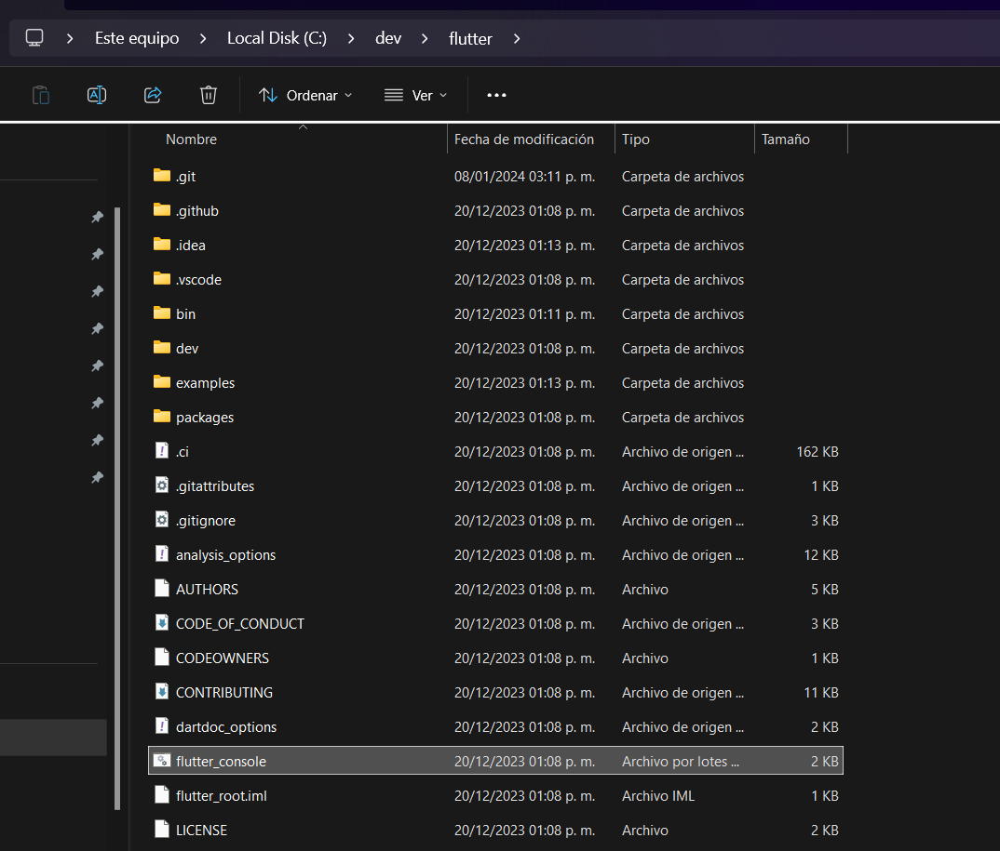 Este equipo > Local Disk (C:) > dev > flutter >
Ordenar Ver ...
Nombre Fecha de modificación Tipo Tamaño
.git 08/01/2024 03:11 p. m. Carpeta de archivos
.github 20/12/2023 01:08 p. m. Carpeta de archivos
.idea 20/12/2023 01:13 p. m. Carpeta de archivos
.vscode 20/12/2023 01:08 p. m. Carpeta de archivos
bin 20/12/2023 01:11 p. m. Carpeta de archivos
dev 20/12/2023 01:08 p. m. Carpeta de archivos
examples 20/12/2023 01:13 p. m. Carpeta de archivos
packages 20/12/2023 01:08 p. m. Carpeta de archivos
.ci 20/12/2023 01:08 p. m. Archivo de origen ... 162 KB
.gitattributes 20/12/2023 01:08 p. m. Archivo de origen ... 1 KB
.gitignore 20/12/2023 01:08 p. m. Archivo de origen ... 3 KB
analysis_options 20/12/2023 01:08 p. m. Archivo de origen ... 12 KB
AUTHORS 20/12/2023 01:08 p. m. Archivo 5 KB
CODE_OF_CONDUCT 20/12/2023 01:08 p. m. Archivo de origen ... 3 KB
CODEOWNERS 20/12/2023 01:08 p. m. Archivo 1 KB
CONTRIBUTING 20/12/2023 01:08 p. m. Archivo de origen ... 11 KB
dartdoc_options 20/12/2023 01:08 p. m. Archivo de origen ... 2 KB
flutter_console 20/12/2023 01:08 p. m. Archivo por lotes ... 2 KB
flutter_root.iml 20/12/2023 01:08 p. m. Archivo IML 1 KB
LICENSE 20/12/2023 01:08 p. m. Archivo 2 KB